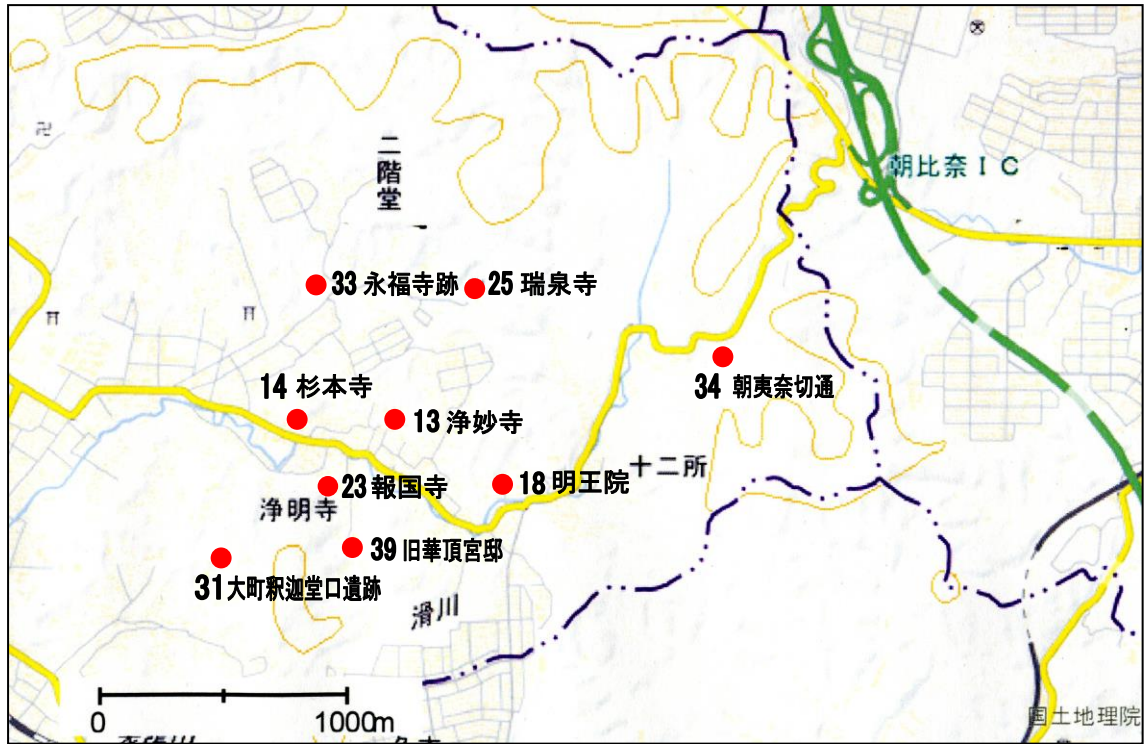 朝比奈ＩＣ
二階堂
33 永福寺跡
25 瑞泉寺
14 杉本寺
13 浄妙寺
34 朝夷奈切通
十二所
23 報国寺
18 明王院
浄明寺
39 旧華頂宮邸
31 大町釈迦堂口遺跡
滑川
0 1000m
国土地理院